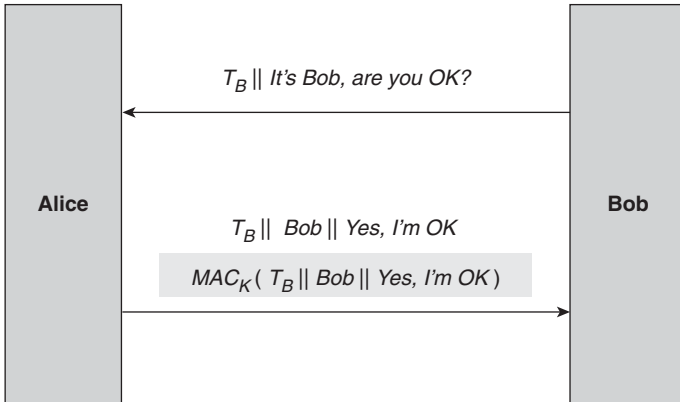 T_B || It's Bob, are you OK?
Alice
Bob
T_B || Bob || Yes, I'm OK
MAC_K ( T_B || Bob || Yes, I'm OK )